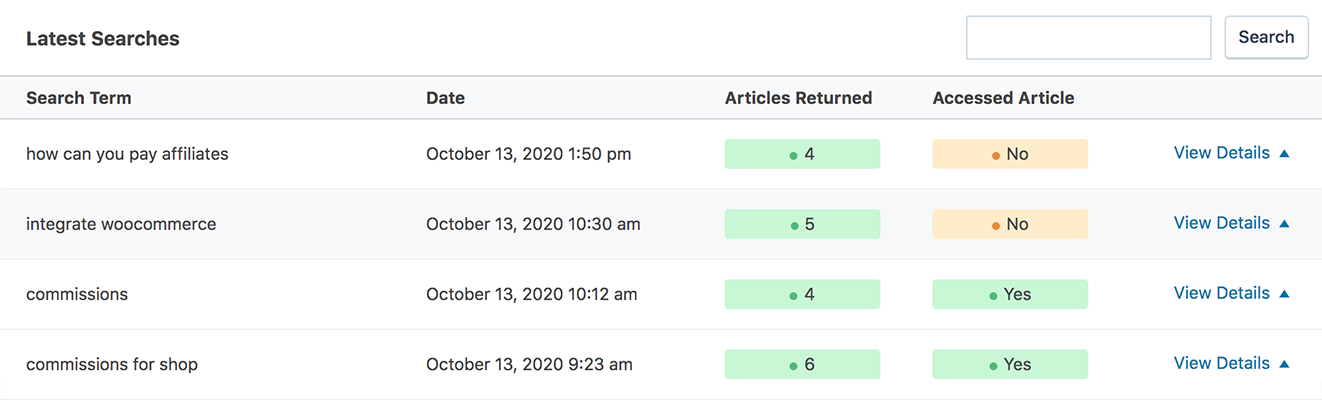 Latest Searches Search
Search Term Date Articles Returned Accessed Article
how can you pay affiliates October 13, 2020 1:50 pm 4 No View Details
integrate woocommerce October 13, 2020 10:30 am 5 No View Details
commissions October 13, 2020 10:12 am 4 Yes View Details
commissions for shop October 13, 2020 9:23 am 6 Yes View Details